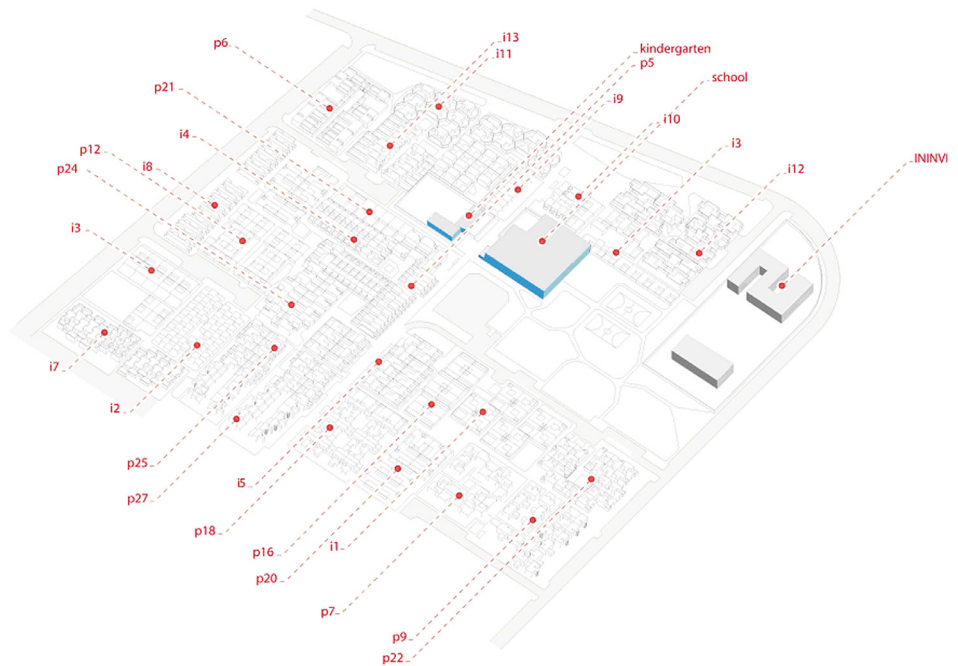 i13
p6
kindergarten
i11
p5
school
p21
i9
i10
i4
i3
p12
i8
i12
ININVI
p24
i3
i7
i2
p25
i5
p27
p18
p16
i1
p20
p7
p9
p22